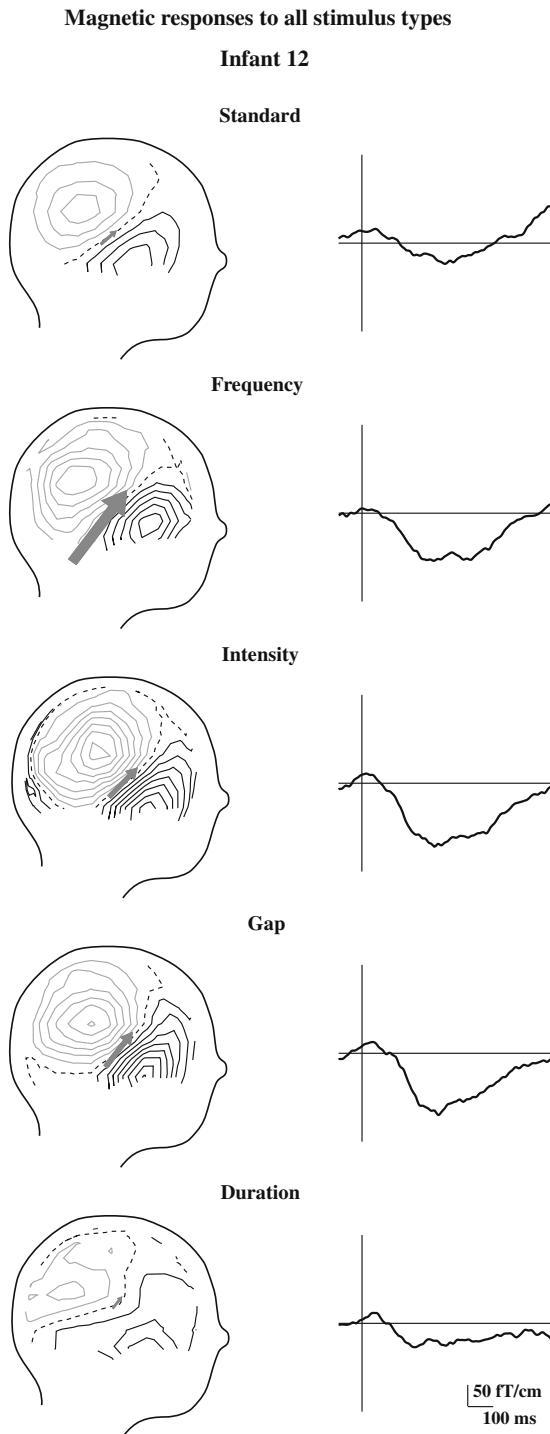 Magnetic responses to all stimulus types
Infant 12
Standard
Frequency
Intensity
Gap
Duration
50 fT/cm
100 ms